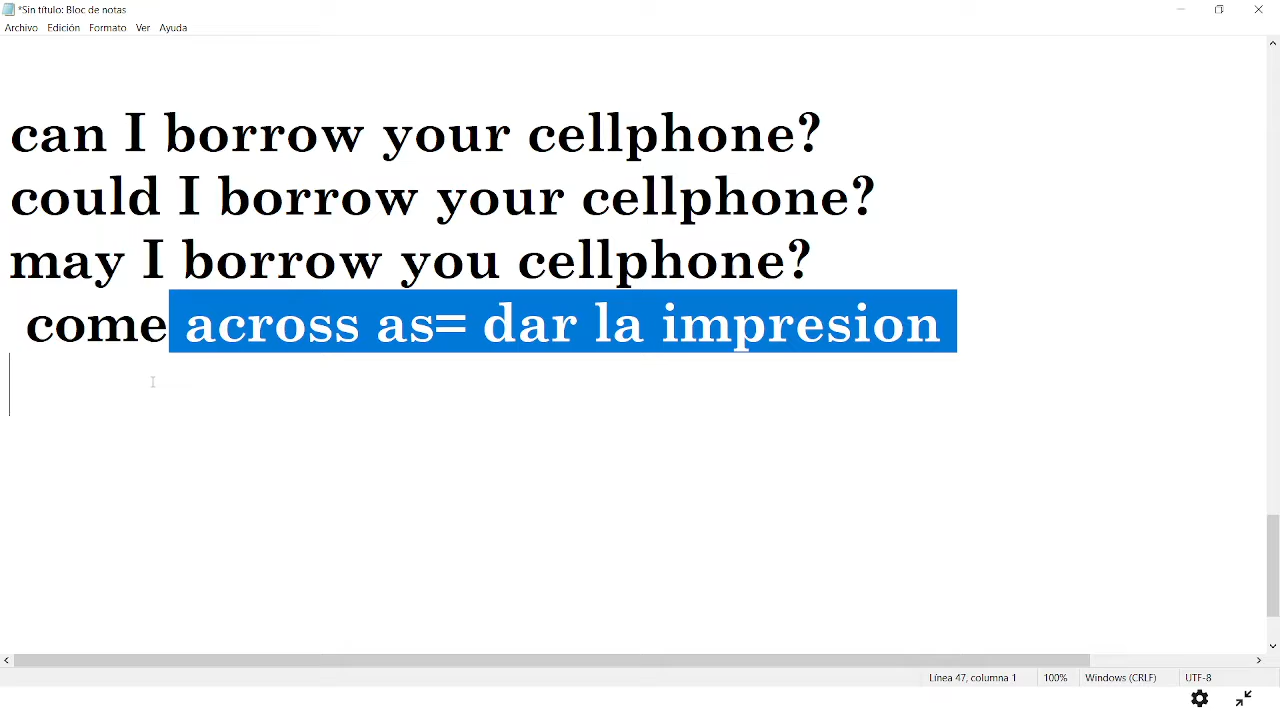 *Sin título: Bloc de notas
Archivo Edición Formato Ver Ayuda
can I borrow your cellphone?
could I borrow your cellphone?
may I borrow you cellphone?
come across as= dar la impresion
Línea 47, columna 1 100% Windows (CRLF) UTF-8